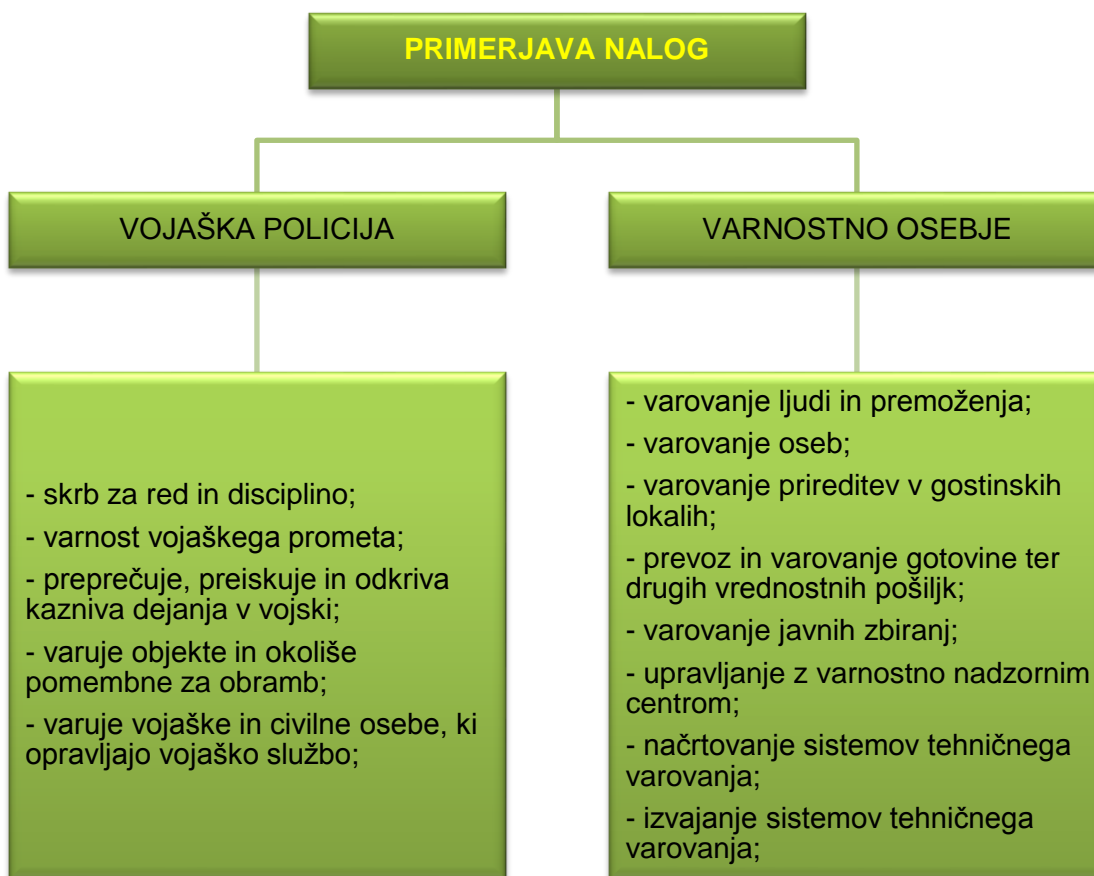 PRIMERJAVA NALOG
VOJAŠKA POLICIJA
- skrb za red in disciplino;
- varnost vojaškega prometa;
- preprečuje, preiskuje in odkriva
kazniva dejanja v vojski;
- varuje objekte in okoliše
pomembne za obramb;
- varuje vojaške in civilne osebe, ki
opravljajo vojaško službo;
VARNOSTNO OSEBJE
- varovanje ljudi in premoženja;
- varovanje oseb;
- varovanje prireditev v gostinskih
lokalih;
- prevoz in varovanje gotovine ter
drugih vrednostnih pošiljk;
- varovanje javnih zbiranj;
- upravljanje z varnostno nadzornim
centrom;
- načrtovanje sistemov tehničnega
varovanja;
- izvajanje sistemov tehničnega
varovanja;